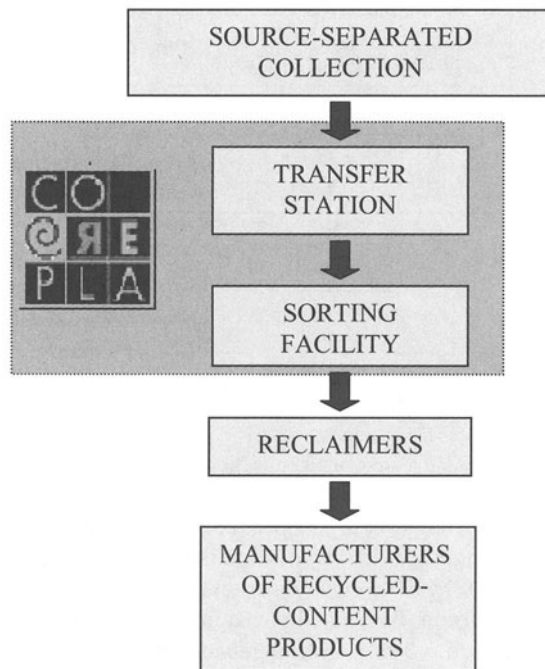 SOURCE-SEPARATED
COLLECTION
TRANSFER
STATION
CO
ЯE
PLA
SORTING
FACILITY
RECLAIMERS
MANUFACTURERS
OF RECYCLED-
CONTENT
PRODUCTS